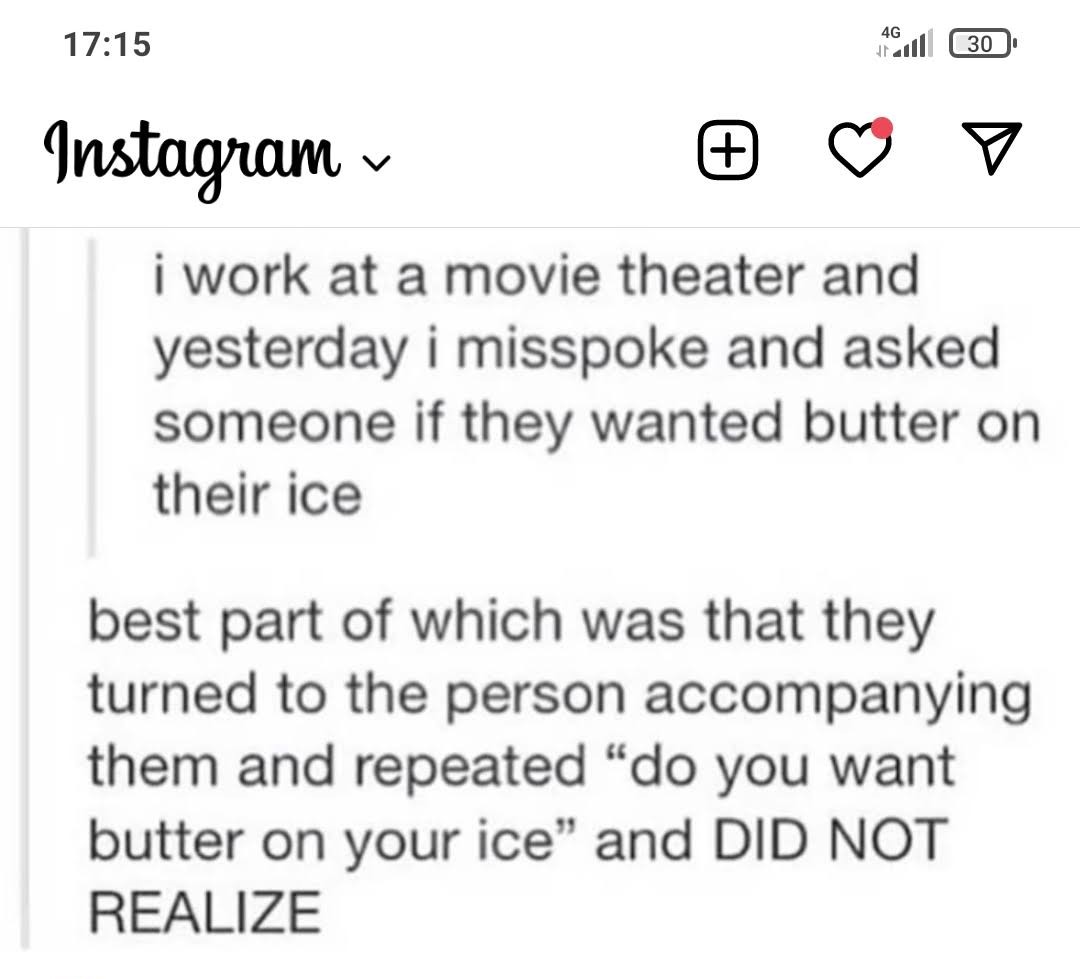 17:15
4G
30
Instagram
i work at a movie theater and
yesterday i misspoke and asked
someone if they wanted butter on
their ice
best part of which was that they
turned to the person accompanying
them and repeated “do you want
butter on your ice” and DID NOT
REALIZE